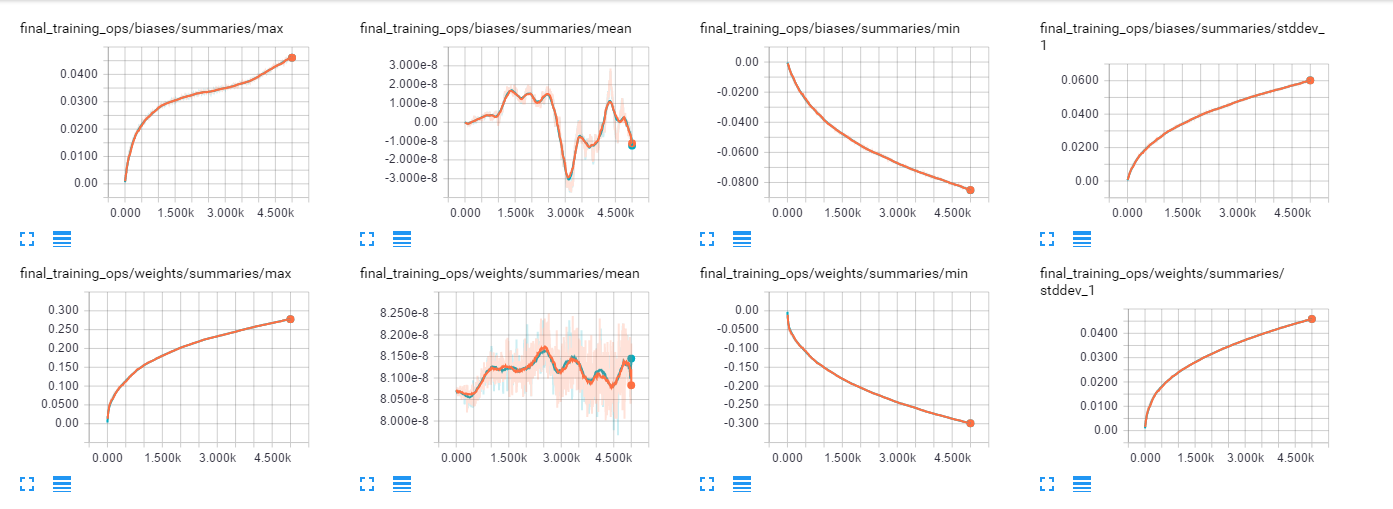 final_training_ops/biases/summaries/max
0.0400
0.0300
0.0200
0.0100
0.00
0.000 1.500k 3.000k 4.500k
final_training_ops/biases/summaries/mean
3.000e-8
2.000e-8
1.000e-8
0.00
-1.000e-8
-2.000e-8
-3.000e-8
0.000 1.500k 3.000k 4.500k
final_training_ops/biases/summaries/min
0.00
-0.0200
-0.0400
-0.0600
-0.0800
0.000 1.500k 3.000k 4.500k
final_training_ops/biases/summaries/stddev_
1
0.0600
0.0400
0.0200
0.00
0.000 1.500k 3.000k 4.500k
final_training_ops/weights/summaries/max
0.300
0.250
0.200
0.150
0.100
0.0500
0.00
0.000 1.500k 3.000k 4.500k
final_training_ops/weights/summaries/mean
8.250e-8
8.200e-8
8.150e-8
8.100e-8
8.050e-8
8.000e-8
0.000 1.500k 3.000k 4.500k
final_training_ops/weights/summaries/min
0.00
-0.0500
-0.100
-0.150
-0.200
-0.250
-0.300
0.000 1.500k 3.000k 4.500k
final_training_ops/weights/summaries/
stddev_1
0.0400
0.0300
0.0200
0.0100
0.00
0.000 1.500k 3.000k 4.500k